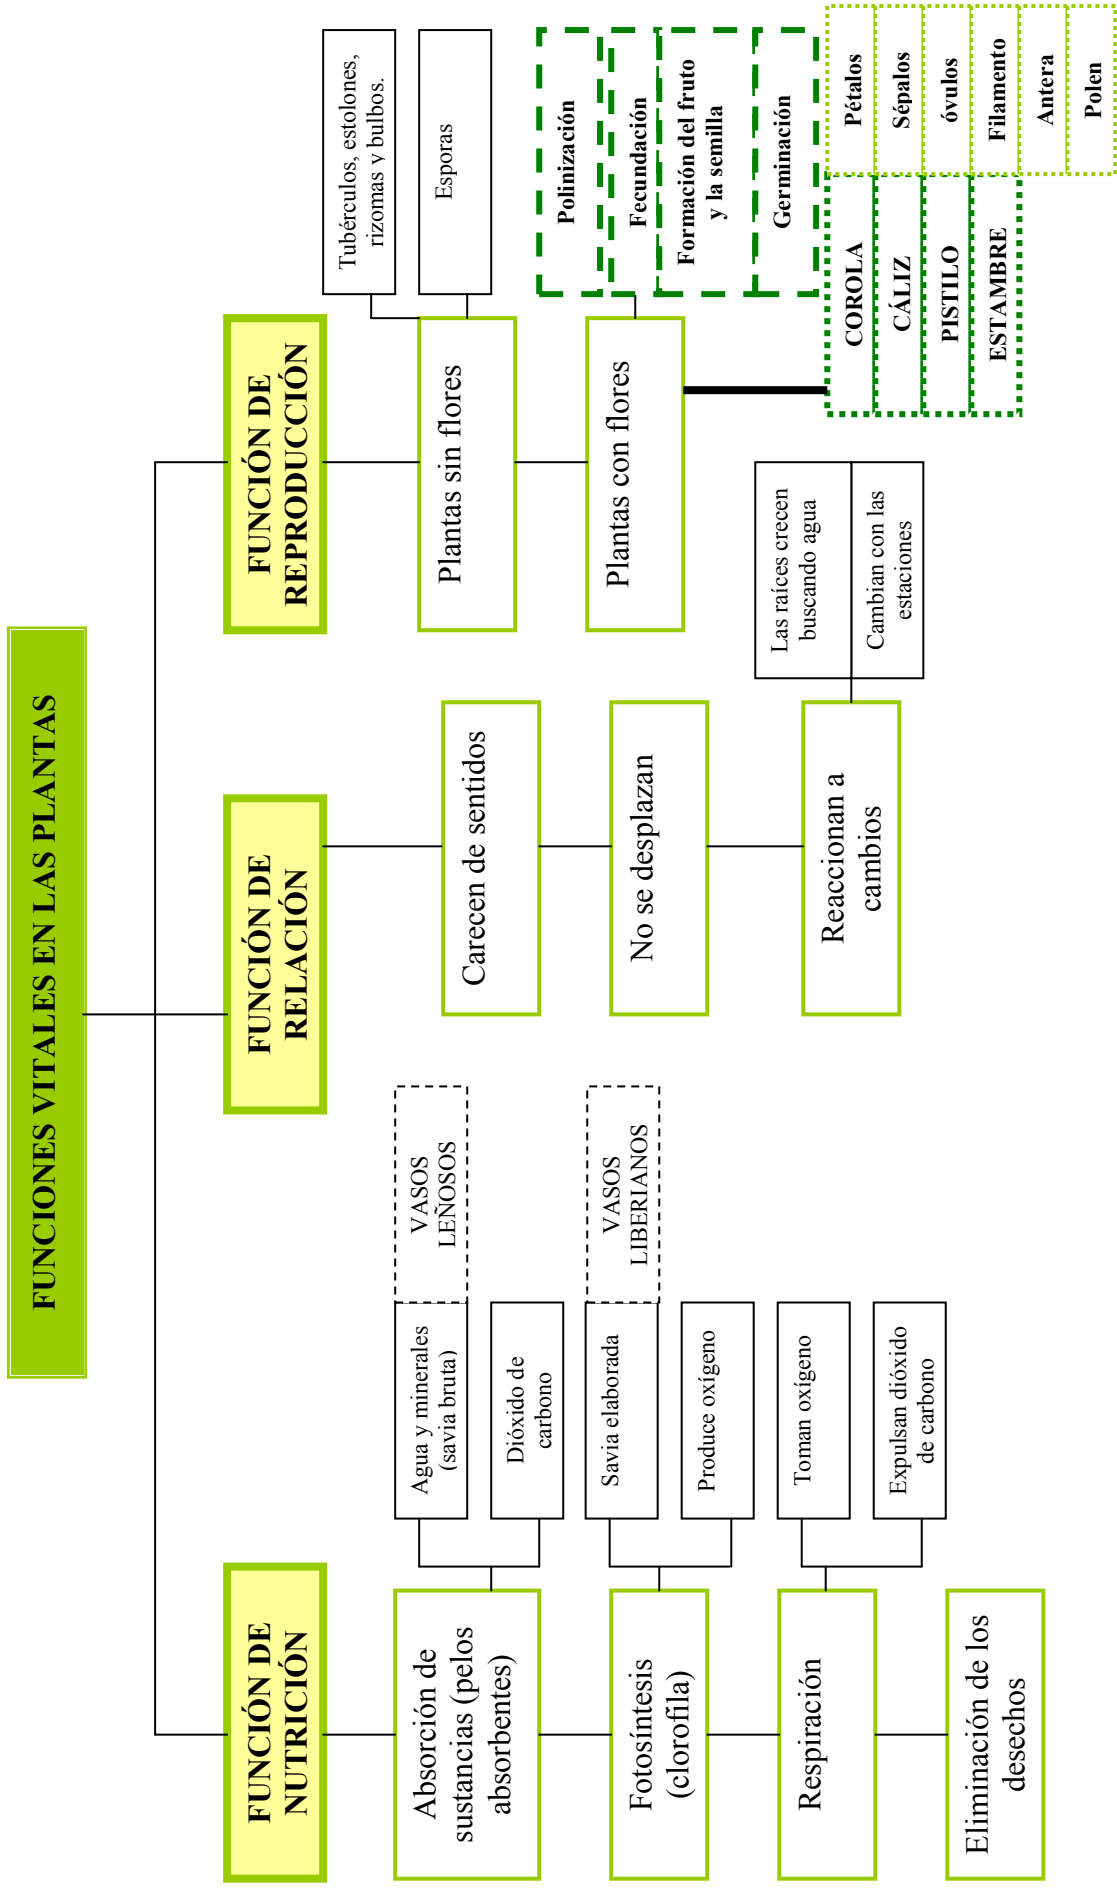 FUNCIONES VITALES EN LAS PLANTAS
FUNCIÓN DE
NUTRICIÓN
Absorción de
sustancias (pelos
absorbentes)
Agua y minerales
(savia bruta)
VASOS
LEÑOSOS
Dióxido de
carbono
Fotosíntesis
(clorofila)
Savia elaborada
VASOS
LIBERIANOS
Produce oxígeno
Respiración
Toman oxígeno
Expulsan dióxido
de carbono
Eliminación de los
desechos
FUNCIÓN DE
RELACIÓN
Carecen de sentidos
No se desplazan
Reaccionan a
cambios
Las raíces crecen
buscando agua
Cambian con las
estaciones
FUNCIÓN DE
REPRODUCCIÓN
Plantas sin flores
Tubérculos, estolones,
rizomas y bulbos.
Esporas
Plantas con flores
Polinización
Fecundación
Formación del fruto
y la semilla
Germinación
COROLA
Pétalos
CÁLIZ
Sépalos
PISTILO
óvulos
ESTAMBRE
Filamento
Antera
Polen